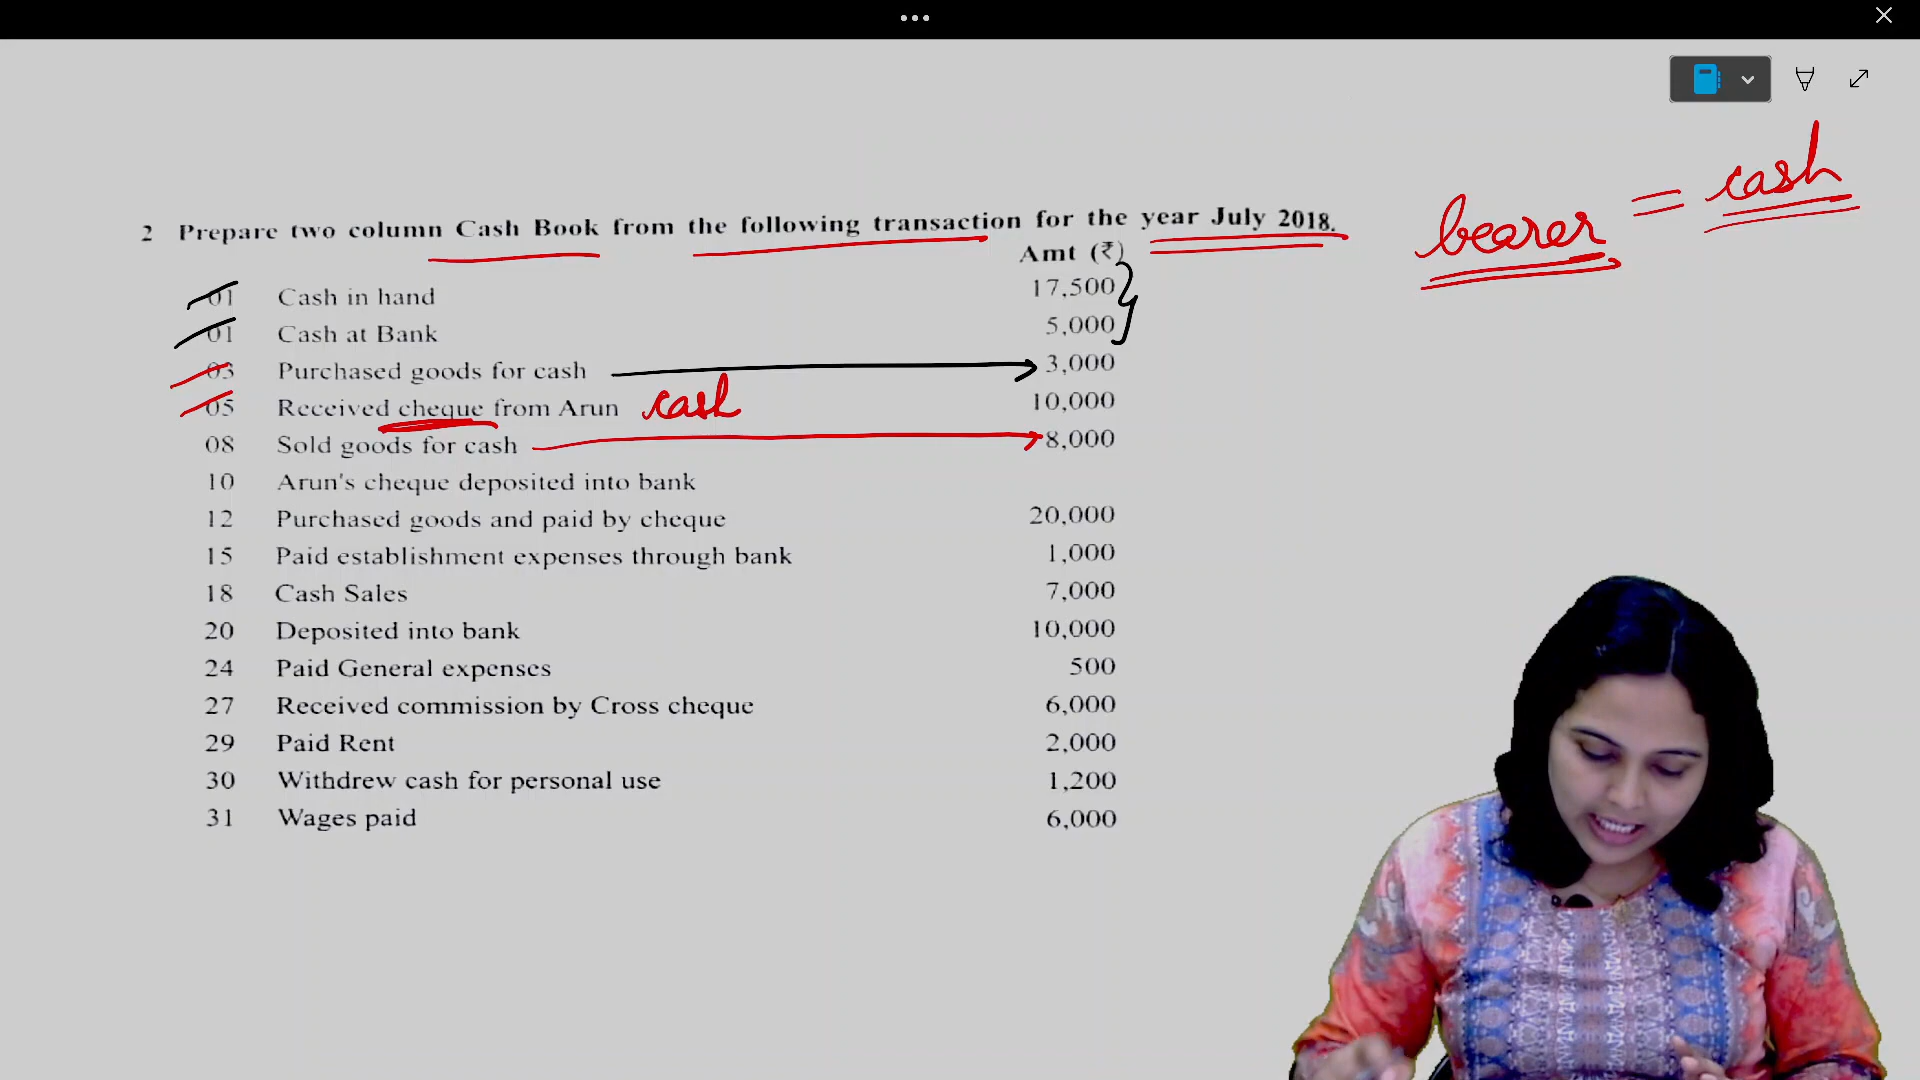 bearer = cash
2 Prepare two column Cash Book from the following transaction for the year July 2018.
Amt (₹)
01 Cash in hand 17,500
01 Cash at Bank 5,000
03 Purchased goods for cash 3,000
05 Received cheque from Arun cash 10,000
08 Sold goods for cash 8,000
10 Arun's cheque deposited into bank
12 Purchased goods and paid by cheque 20,000
15 Paid establishment expenses through bank 1,000
18 Cash Sales 7,000
20 Deposited into bank 10,000
24 Paid General expenses 500
27 Received commission by Cross cheque 6,000
29 Paid Rent 2,000
30 Withdrew cash for personal use 1,200
31 Wages paid 6,000